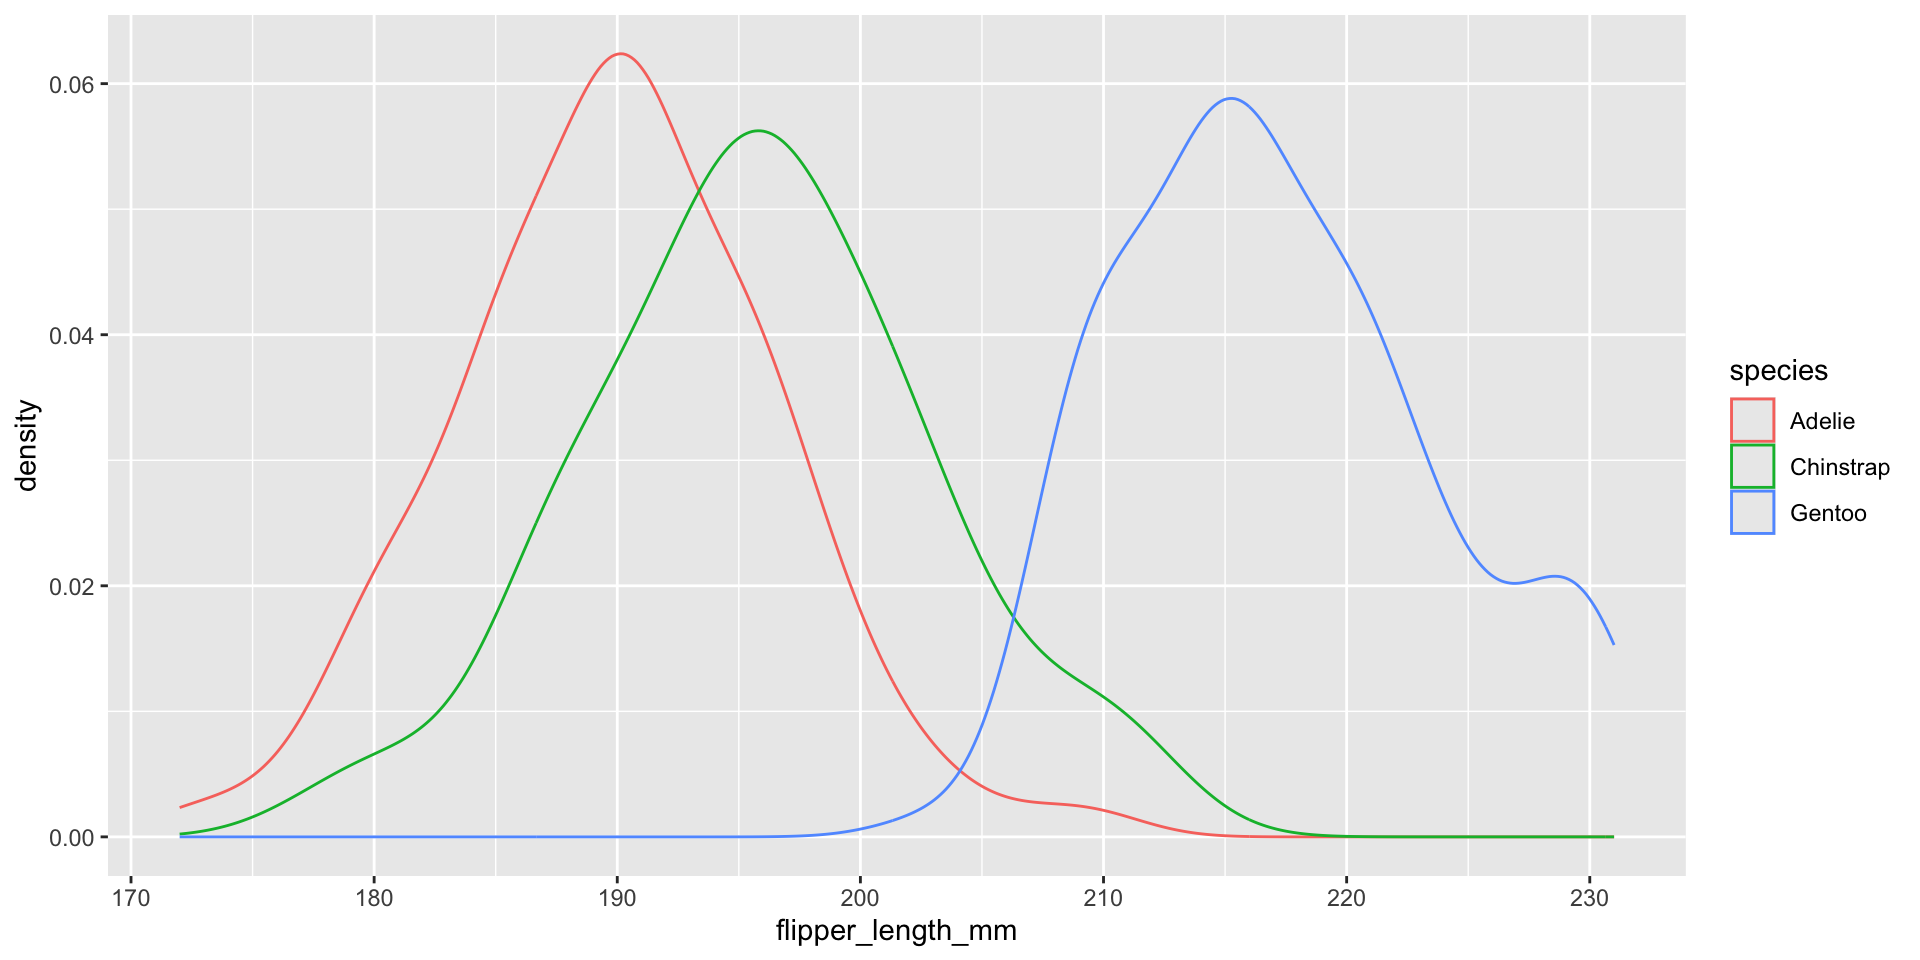 0.06
0.04
0.02
0.00
density
170 180 190 200 210 220 230
flipper_length_mm
species
Adelie
Chinstrap
Gentoo